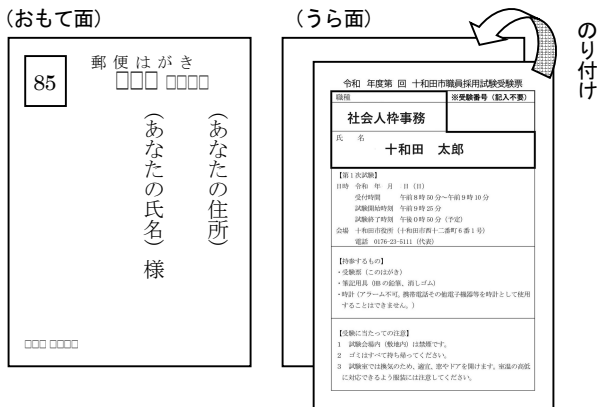 (おもて面)
85
郵便はがき
□□□ □□□□
(あなたの住所)
(あなたの氏名) 様
□□□ □□□□
(うら面)
のり付け
令和 年度第 回 十和田市職員採用試験受験票
職種
※受験番号(記入不要)
社会人枠事務
氏 名
十和田 太郎
【第1次試験】
日時 令和 年 月 日(日)
受付時間 午前8時50分~午前9時10分
試験開始時刻 午前9時25分
試験終了時刻 午後0時50分(予定)
会場 十和田市役所(十和田市西十二番町6番1号)
電話 0176-23-5111(代表)
【持参するもの】
・受験票(このはがき)
・筆記用具(HBの鉛筆、消しゴム)
・時計(アラーム不可。携帯電話その他電子機器等を時計として使用
することはできません。)
【受験に当たっての注意】
1 試験会場内(敷地内)は禁煙です。
2 ゴミはすべて持ち帰ってください。
3 試験室では換気のため、適宜、窓やドアを開けます。室温の高低
に対応できるよう服装には注意してください。